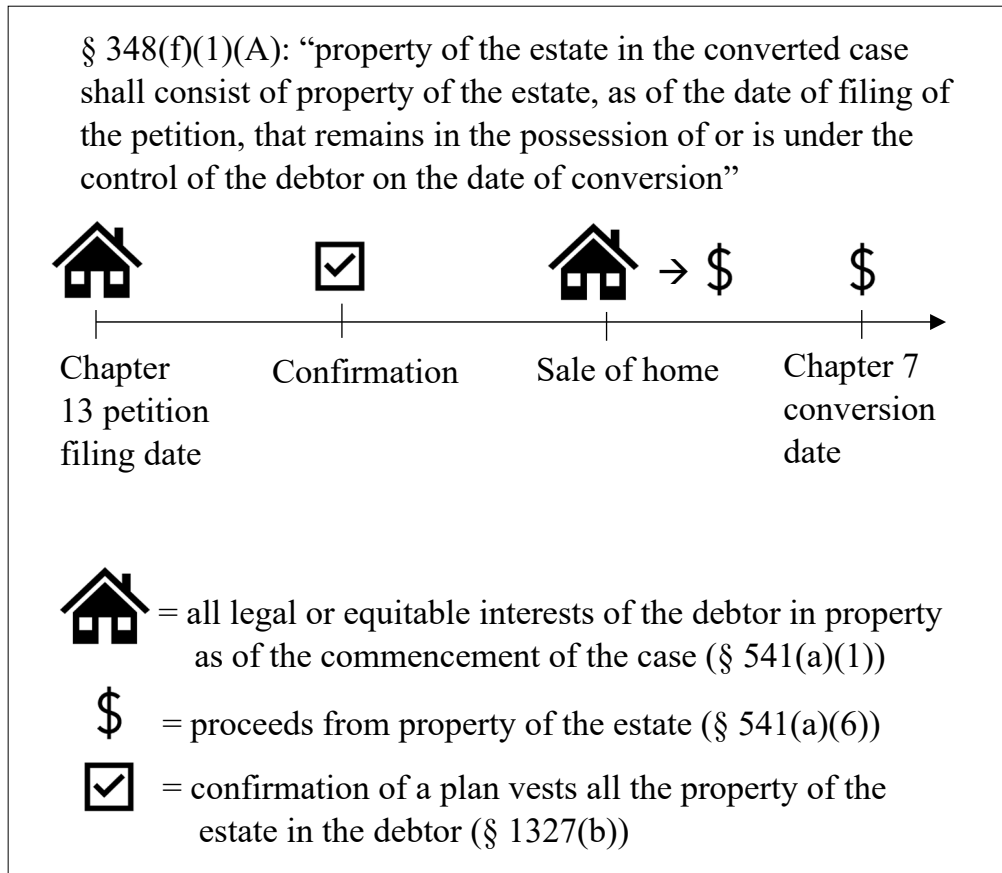 § 348(f)(1)(A): “property of the estate in the converted case
shall consist of property of the estate, as of the date of filing of
the petition, that remains in the possession of or is under the
control of the debtor on the date of conversion”
→ $ $
Chapter
13 petition
filing date
Confirmation
Sale of home
Chapter 7
conversion
date
= all legal or equitable interests of the debtor in property
as of the commencement of the case (§ 541(a)(1))
$ = proceeds from property of the estate (§ 541(a)(6))
= confirmation of a plan vests all the property of the
estate in the debtor (§ 1327(b))